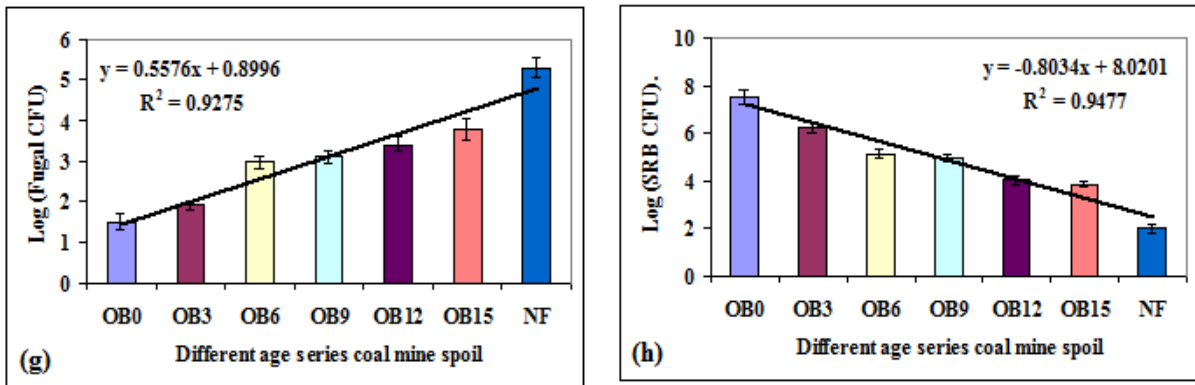 6
5
4
3
2
1
0
Log (Fugal CFU)
y = 0.5576x + 0.8996
R² = 0.9275
OB0 OB3 OB6 OB9 OB12 OB15 NF
Different age series coal mine spoil
(g)
10
8
6
4
2
0
Log (SRB CFU).
y = -0.8034x + 8.0201
R² = 0.9477
OB0 OB3 OB6 OB9 OB12 OB15 NF
Different age series coal mine spoil
(h)